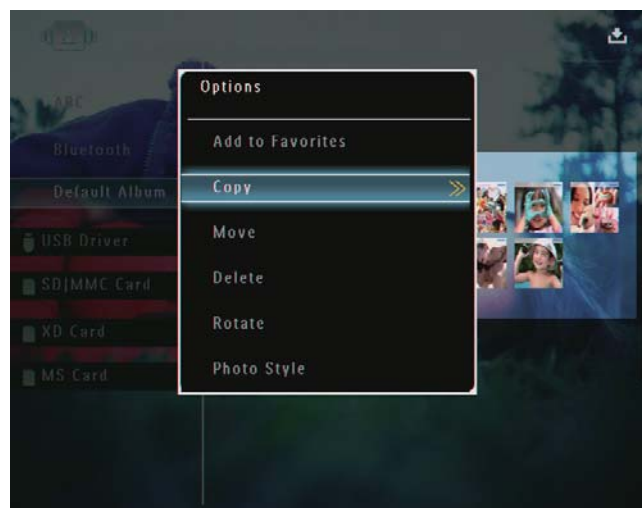 ABC
Bluetooth
Default Album
USB Driver
SD|MMC Card
XD Card
MS Card
Options
Add to Favorites
Copy
Move
Delete
Rotate
Photo Style